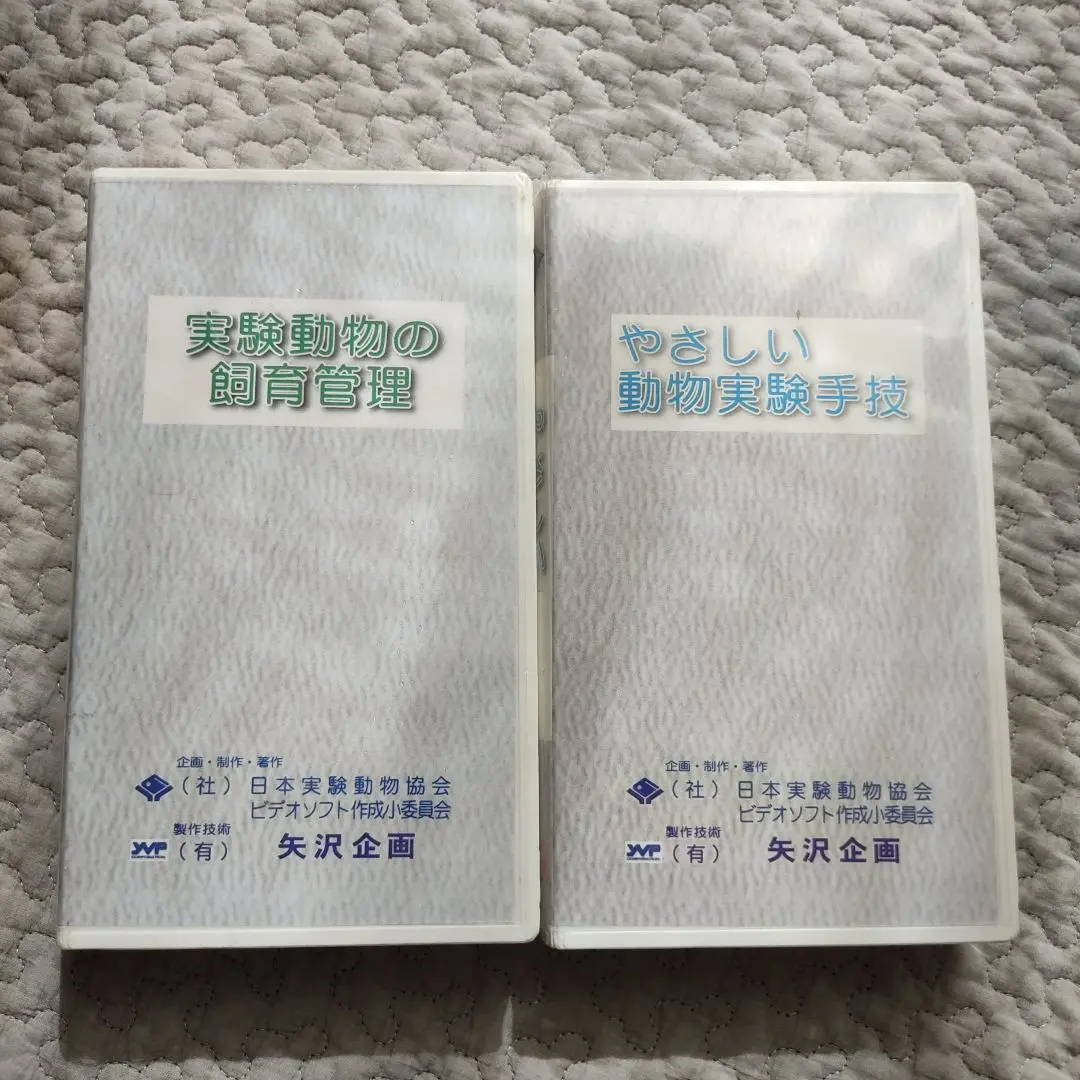 実験動物の
飼育管理
企画・制作・著作
（社）日本実験動物協会
ビデオソフト作成小委員会
製作技術
YVP
（有） 矢沢企画
やさしい
動物実験手技
企画・制作・著作
（社）日本実験動物協会
ビデオソフト作成小委員会
製作技術
YVP
（有） 矢沢企画